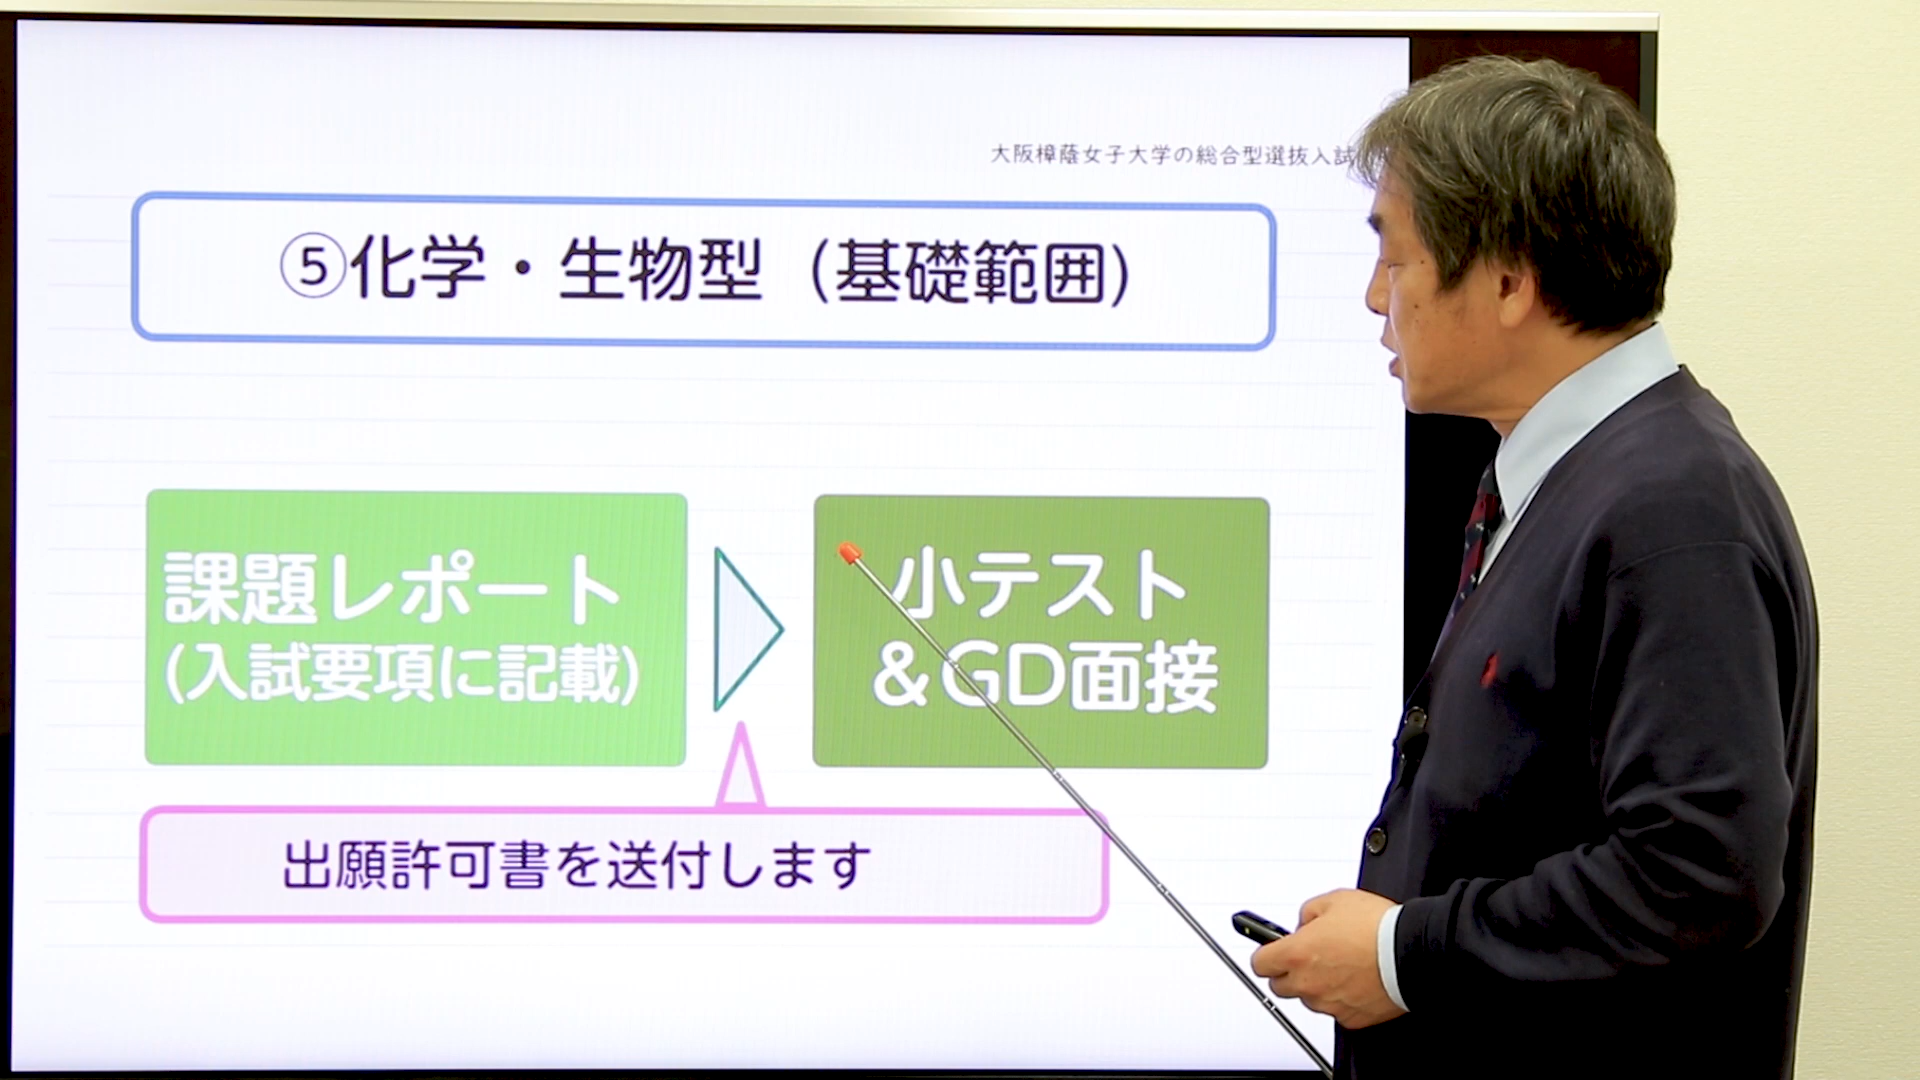 大阪樟蔭女子大学の総合型選抜入試
⑤化学・生物型（基礎範囲）
課題レポート
(入試要項に記載)
小テスト
＆GD面接
出願許可書を送付します